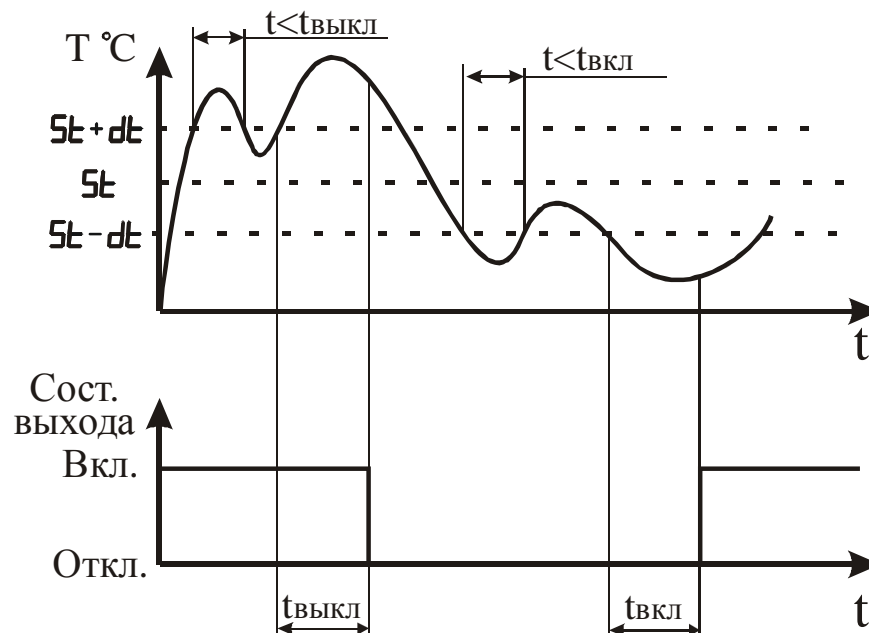 t<tвыкл
T °C
t<tвкл
St+dt
St
St-dt
t
Сост.
выхода
Вкл.
Откл.
tвыкл
tвкл
t